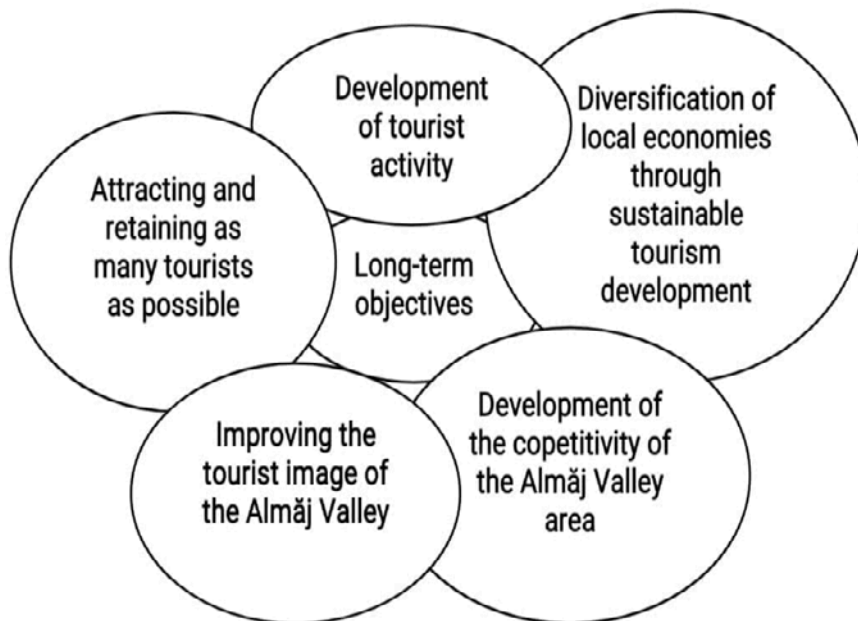 Development
of tourist
activity
Diversification of
local economies
through
sustainable
tourism
development
Attracting and
retaining as
many tourists
as possible
Long-term
objectives
Improving the
tourist image of
the Almăj Valley
Development of
the copetitivity of
the Almăj Valley
area